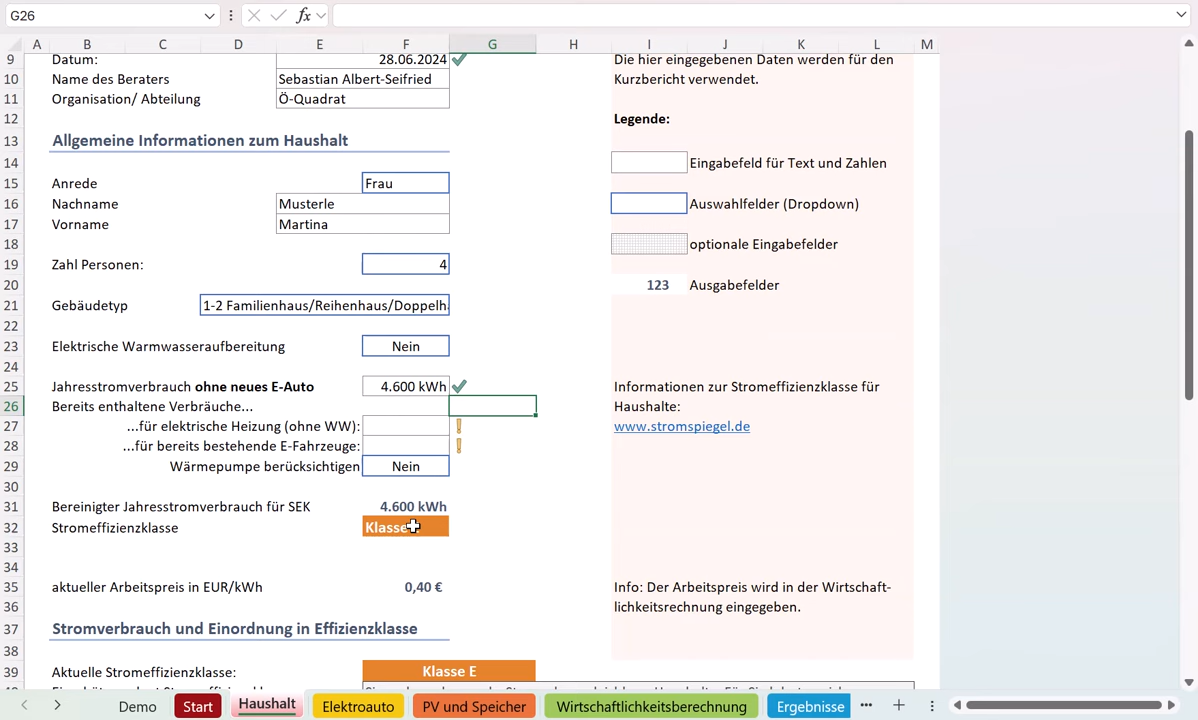 G26
fx
A B C D E F G H I J K L M
9 Datum: 28.06.2024 Die hier eingegebenen Daten werden für den
10 Name des Beraters Sebastian Albert-Seifried Kurzbericht verwendet.
11 Organisation/ Abteilung Ö-Quadrat
12 Legende:
13 Allgemeine Informationen zum Haushalt
14 Eingabefeld für Text und Zahlen
15 Anrede Frau
16 Nachname Musterle Auswahlfelder (Dropdown)
17 Vorname Martina
18 optionale Eingabefelder
19 Zahl Personen: 4
20 123 Ausgabefelder
21 Gebäudetyp 1-2 Familienhaus/Reihenhaus/Doppelh
22
23 Elektrische Warmwasseraufbereitung Nein
24
25 Jahresstromverbrauch ohne neues E-Auto 4.600 kWh Informationen zur Stromeffizienzklasse für
26 Bereits enthaltene Verbräuche... Haushalte:
27 ...für elektrische Heizung (ohne WW): www.stromspiegel.de
28 ...für bereits bestehende E-Fahrzeuge:
29 Wärmepumpe berücksichtigen Nein
30
31 Bereinigter Jahresstromverbrauch für SEK 4.600 kWh
32 Stromeffizienzklasse Klasse
33
34
35 aktueller Arbeitspreis in EUR/kWh 0,40 € Info: Der Arbeitspreis wird in der Wirtschaft-
36 lichkeitsrechnung eingegeben.
37 Stromverbrauch und Einordnung in Effizienzklasse
38
39 Aktuelle Stromeffizienzklasse: Klasse E
Demo Start Haushalt Elektroauto PV und Speicher Wirtschaftlichkeitsberechnung Ergebnisse